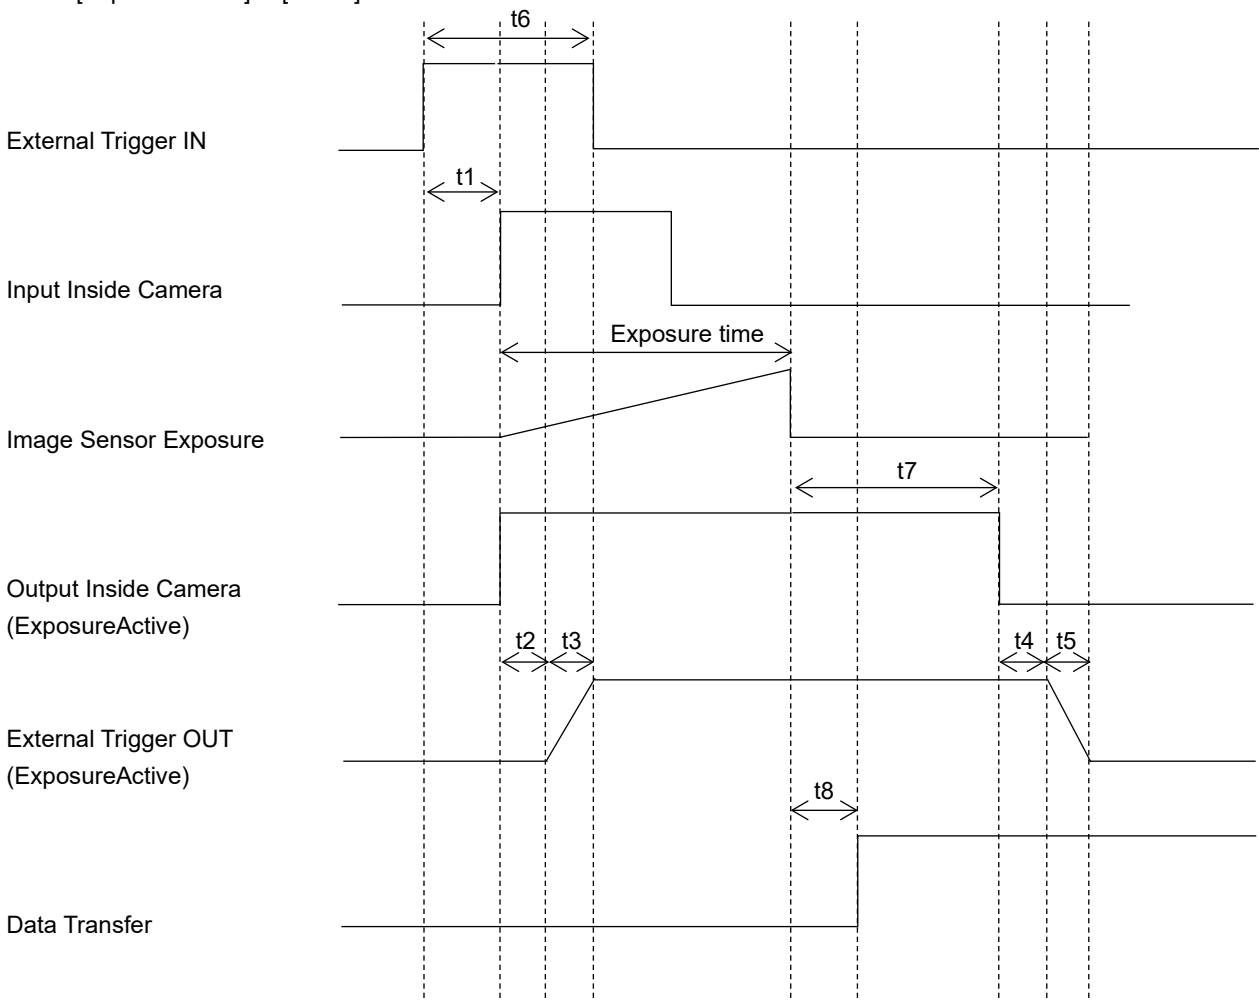 t6
External Trigger IN
t1
Input Inside Camera
Exposure time
Image Sensor Exposure
t7
Output Inside Camera
(ExposureActive)
t2 t3 t4 t5
External Trigger OUT
(ExposureActive)
t8
Data Transfer